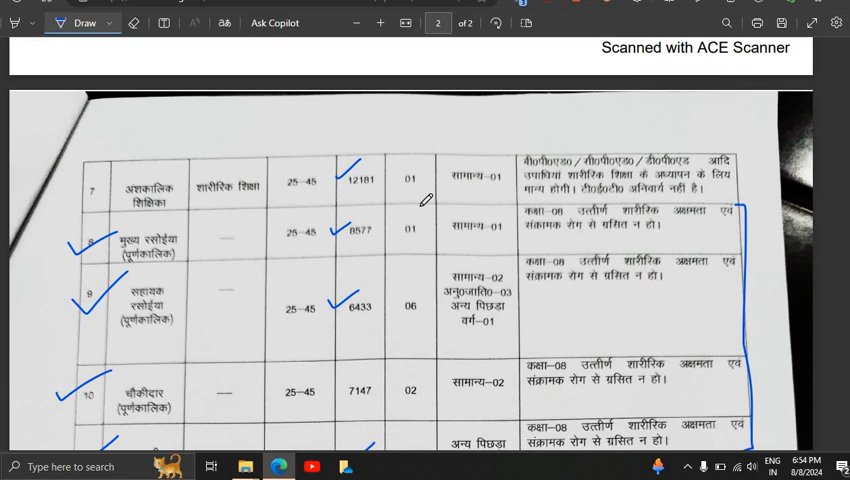 Draw
Ask Copilot
2 of 2
Scanned with ACE Scanner
7 अंशकालिक शिक्षिका शारीरिक शिक्षा 25-45 12181 01 सामान्य-01 बी०पी०एड० / सी०पी०एड० / डी०पी०एड आदि
उपाधियां शारीरिक शिक्षा के अध्यापन के लिय
मान्य होगी। टी०ई०टी० अनिवार्य नहीं है।
8 मुख्य रसोईया (पूर्णकालिक) — 25-45 8577 01 सामान्य-01 कक्षा-08 उत्तीर्ण शारीरिक अक्षमता एवं
संक्रामक रोग से ग्रसित न हो।
9 सहायक रसोईया (पूर्णकालिक) — 25-45 6433 06 सामान्य-02 अनु०जाति०-03 अन्य पिछड़ा वर्ग-01 कक्षा-08 उत्तीर्ण शारीरिक अक्षमता एवं
संक्रामक रोग से ग्रसित न हो।
10 चौकीदार (पूर्णकालिक) — 25-45 7147 02 सामान्य-02 कक्षा-08 उत्तीर्ण शारीरिक अक्षमता एवं
संक्रामक रोग से ग्रसित न हो।
अन्य पिछड़ा कक्षा-08 उत्तीर्ण शारीरिक अक्षमता एवं
संक्रामक रोग से ग्रसित न हो।
Type here to search
ENG
IN
6:54 PM
8/8/2024